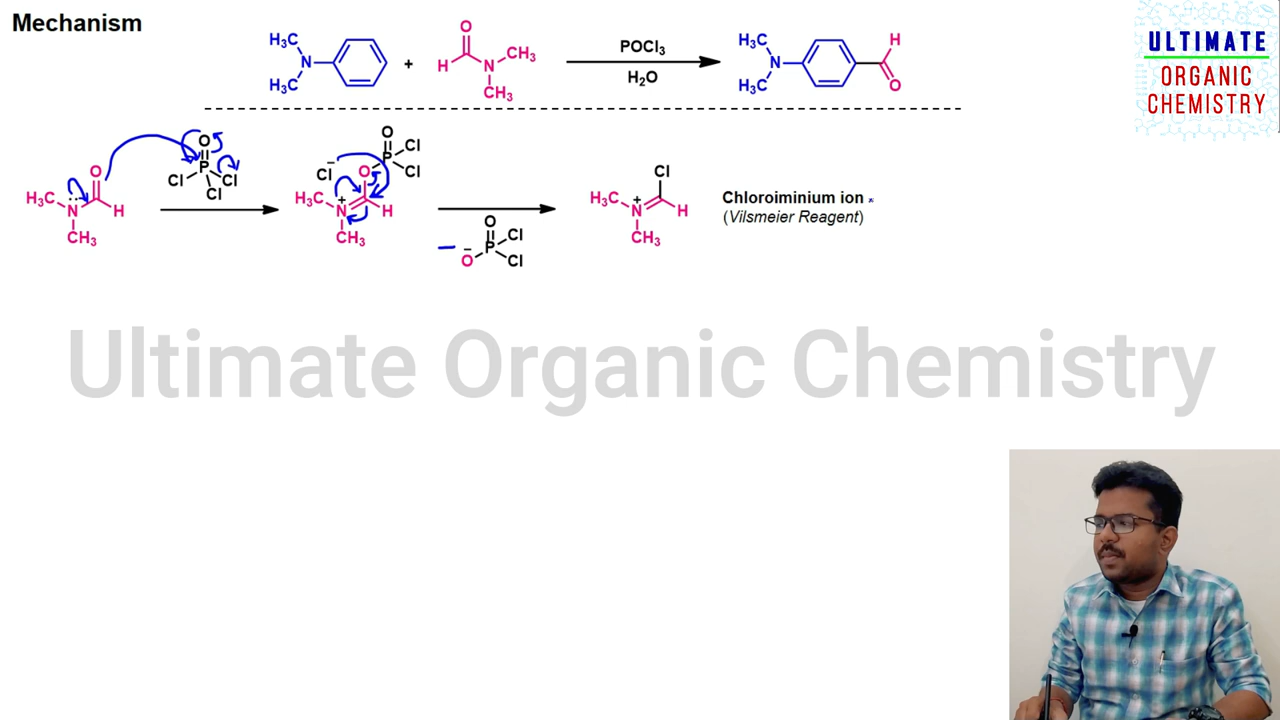 Mechanism
H₃C
N
H₃C
+
O
H
N
CH₃
CH₃
POCl₃
H₂O
H₃C
N
H₃C
H
O
ULTIMATE
ORGANIC
CHEMISTRY
H₃C
N
CH₃
O
H
O
P
Cl
Cl
Cl
Cl⁻
O
P
Cl
Cl
O
H₃C
N
+
H
CH₃
O
P
Cl
Cl
O⁻
Cl
H₃C
N
+
H
CH₃
Chloroiminium ion
(Vilsmeier Reagent)
Ultimate Organic Chemistry